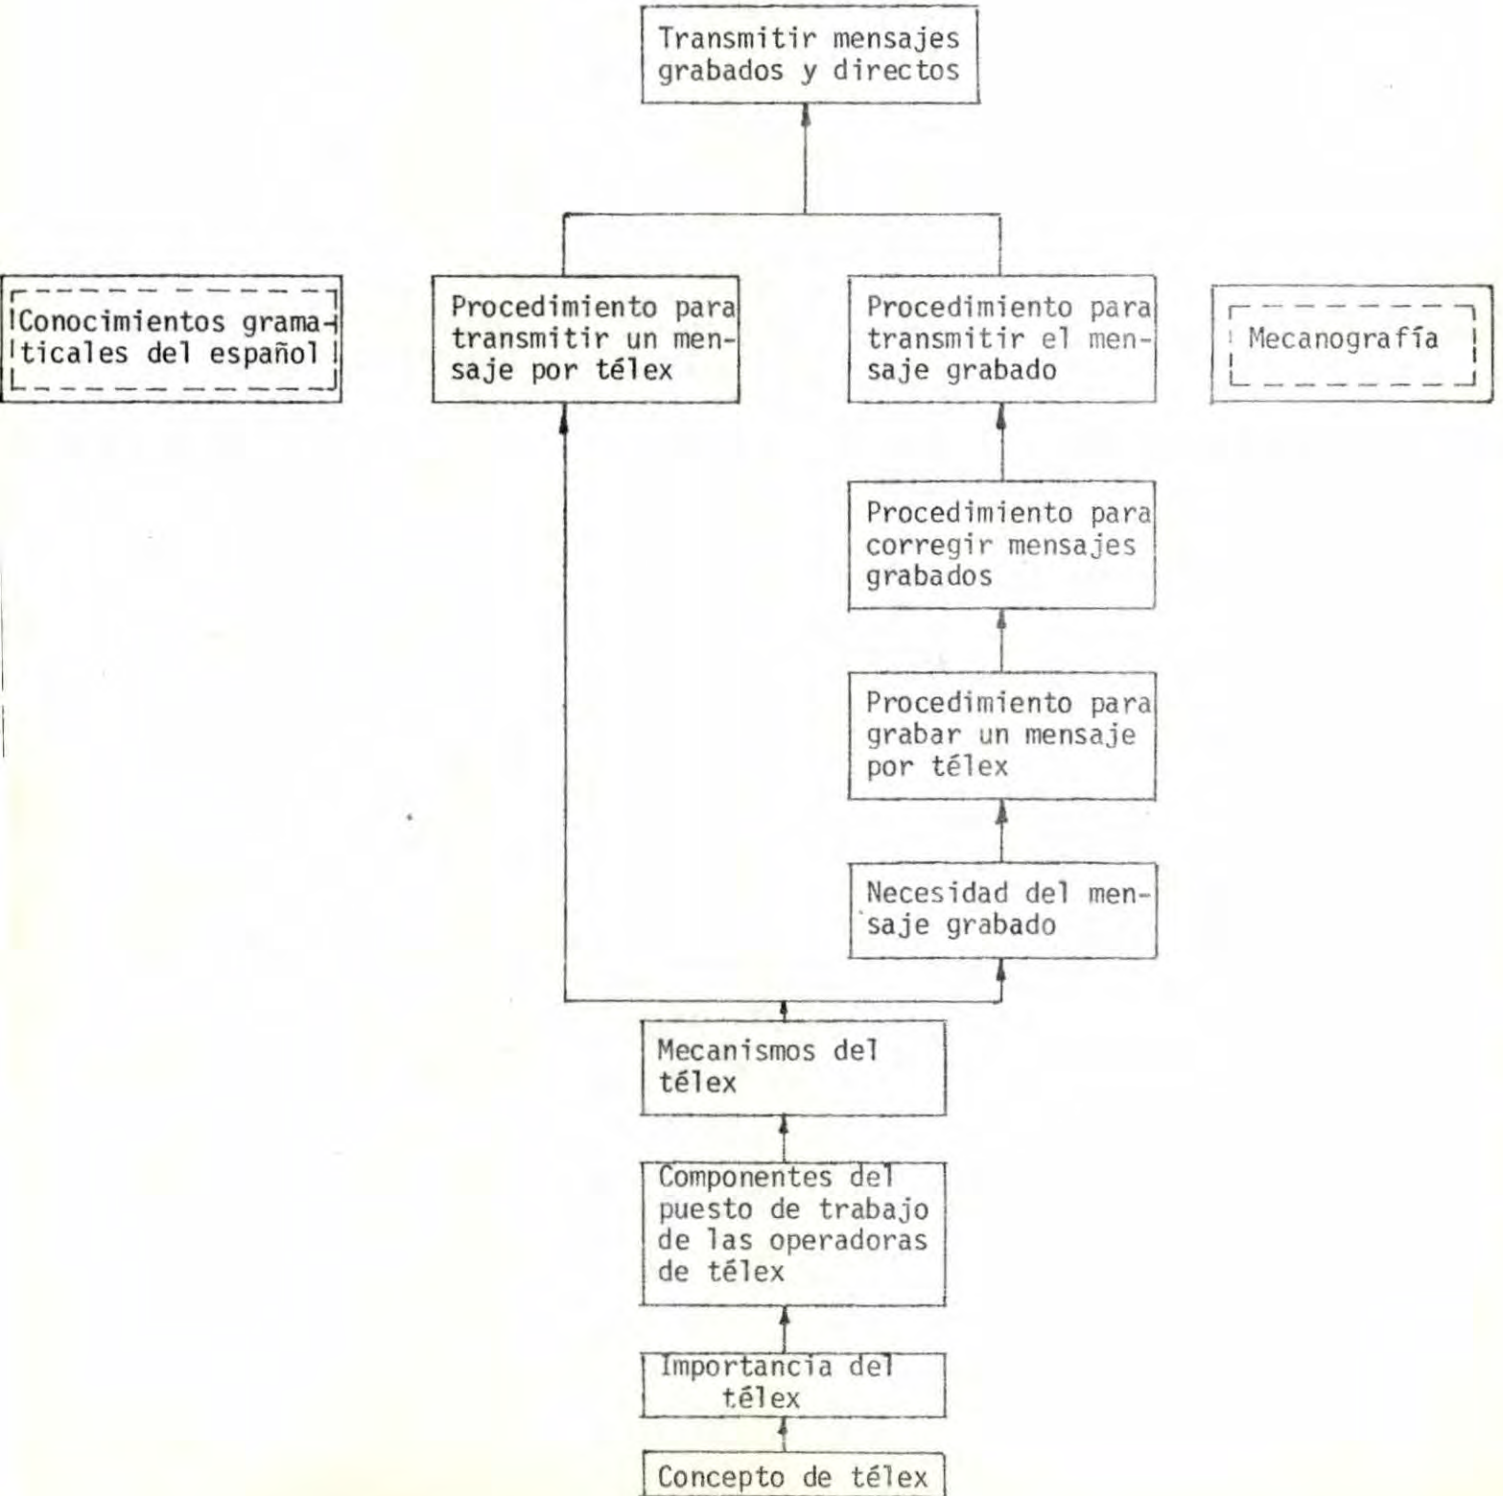 Transmitir mensajes
grabados y directos
Conocimientos grama-
ticales del español
Procedimiento para
transmitir un men-
saje por télex
Procedimiento para
transmitir el men-
saje grabado
Mecanografía
Procedimiento para
corregir mensajes
grabados
Procedimiento para
grabar un mensaje
por télex
Necesidad del men-
saje grabado
Mecanismos del
télex
Componentes del
puesto de trabajo
de las operadoras
de télex
Importancia del
télex
Concepto de télex